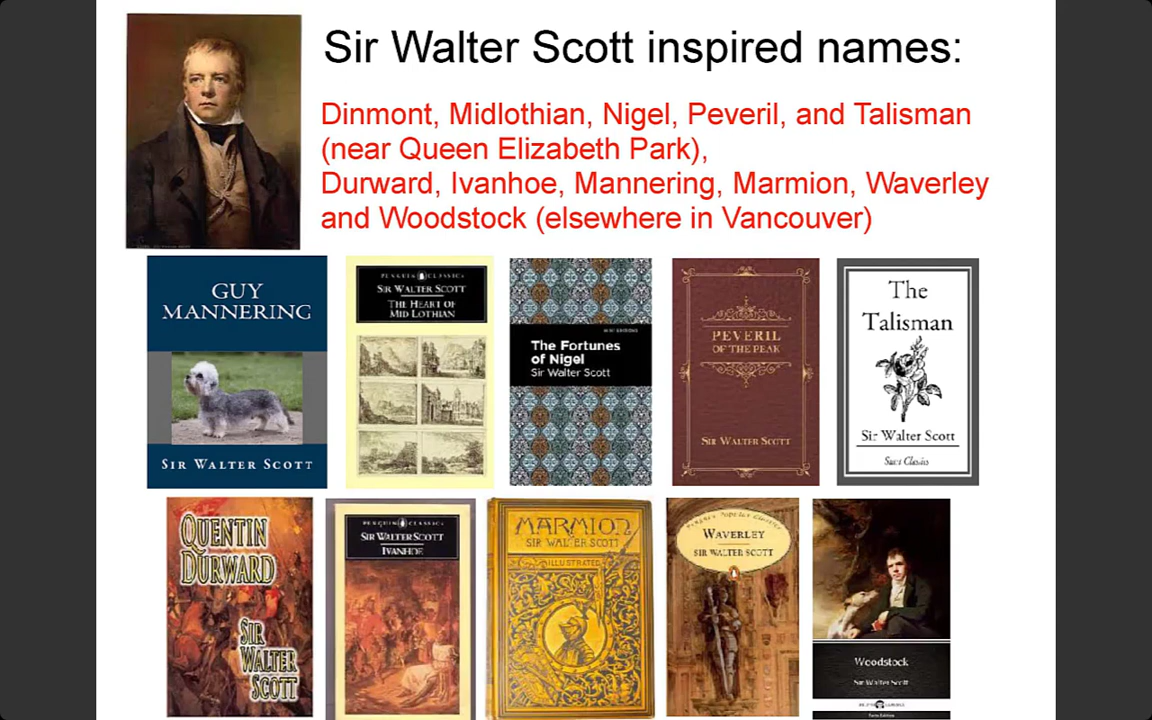 Sir Walter Scott inspired names:
Dinmont, Midlothian, Nigel, Peveril, and Talisman
(near Queen Elizabeth Park),
Durward, Ivanhoe, Mannering, Marmion, Waverley
and Woodstock (elsewhere in Vancouver)
GUY
MANNERING
SIR WALTER SCOTT
PENGUIN CLASSICS
SIR WALTER SCOTT
THE HEART OF
MID LOTHIAN
The Fortunes
of Nigel
Sir Walter Scott
PEVERIL
OF THE PEAK
SIR WALTER SCOTT
The
Talisman
Sir Walter Scott
Classics
QUENTIN
DURWARD
SIR
WALTER
SCOTT
PENGUIN CLASSICS
SIR WALTER SCOTT
IVANHOE
MARMION
SIR WALTER SCOTT
ILLUSTRATED
Penguin Popular Classics
WAVERLEY
SIR WALTER SCOTT
Woodstock
Sir Walter Scott